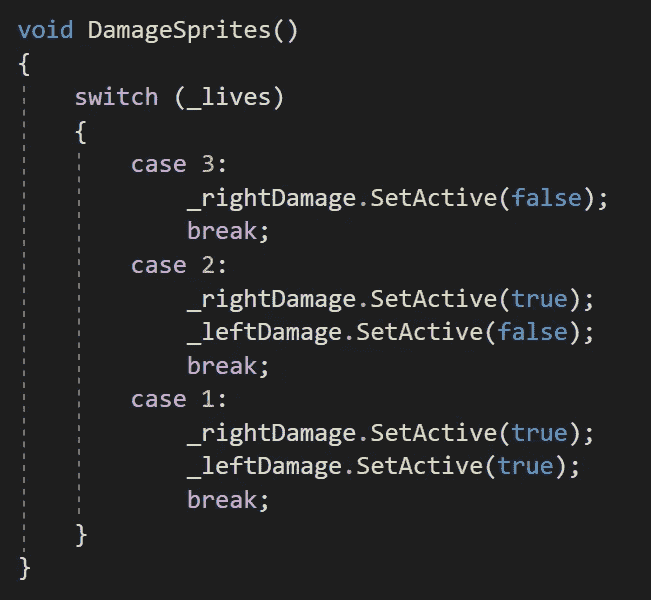 void DamageSprites()
{
    switch (_lives)
    {
        case 3:
            _rightDamage.SetActive(false);
            break;
        case 2:
            _rightDamage.SetActive(true);
            _leftDamage.SetActive(false);
            break;
        case 1:
            _rightDamage.SetActive(true);
            _leftDamage.SetActive(true);
            break;
    }
}